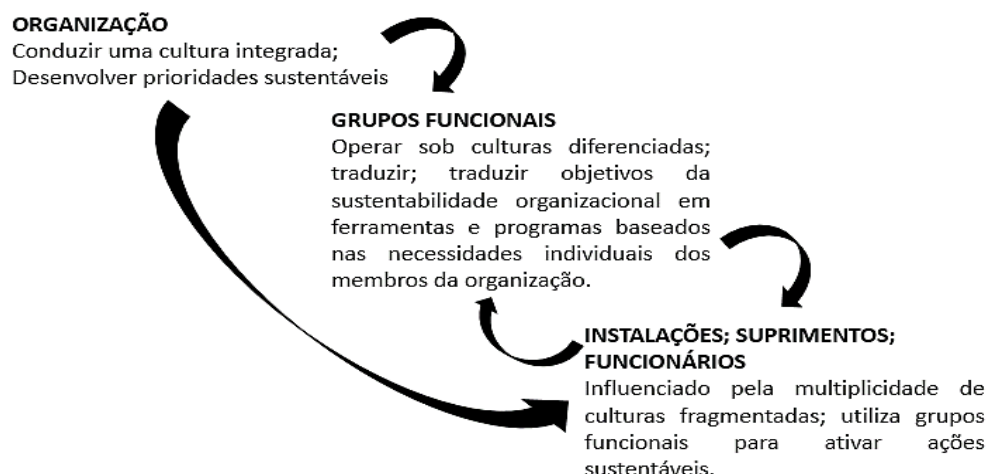 ORGANIZAÇÃO
Conduzir uma cultura integrada;
Desenvolver prioridades sustentáveis
GRUPOS FUNCIONAIS
Operar sob culturas diferenciadas;
traduzir; traduzir objetivos da
sustentabilidade organizacional em
ferramentas e programas baseados
nas necessidades individuais dos
membros da organização.
INSTALAÇÕES; SUPRIMENTOS;
FUNCIONÁRIOS
Influenciado pela multiplicidade de
culturas fragmentadas; utiliza grupos
funcionais para ativar ações
sustentáveis.